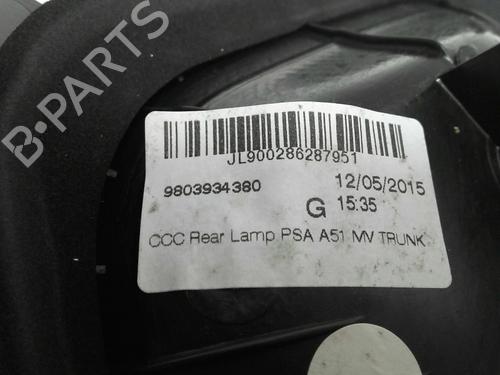 B-PARTS
JL900286287951
9803934380 12/05/2015
G 15:35
CCC Rear Lamp PSA A51 MV TRUNK